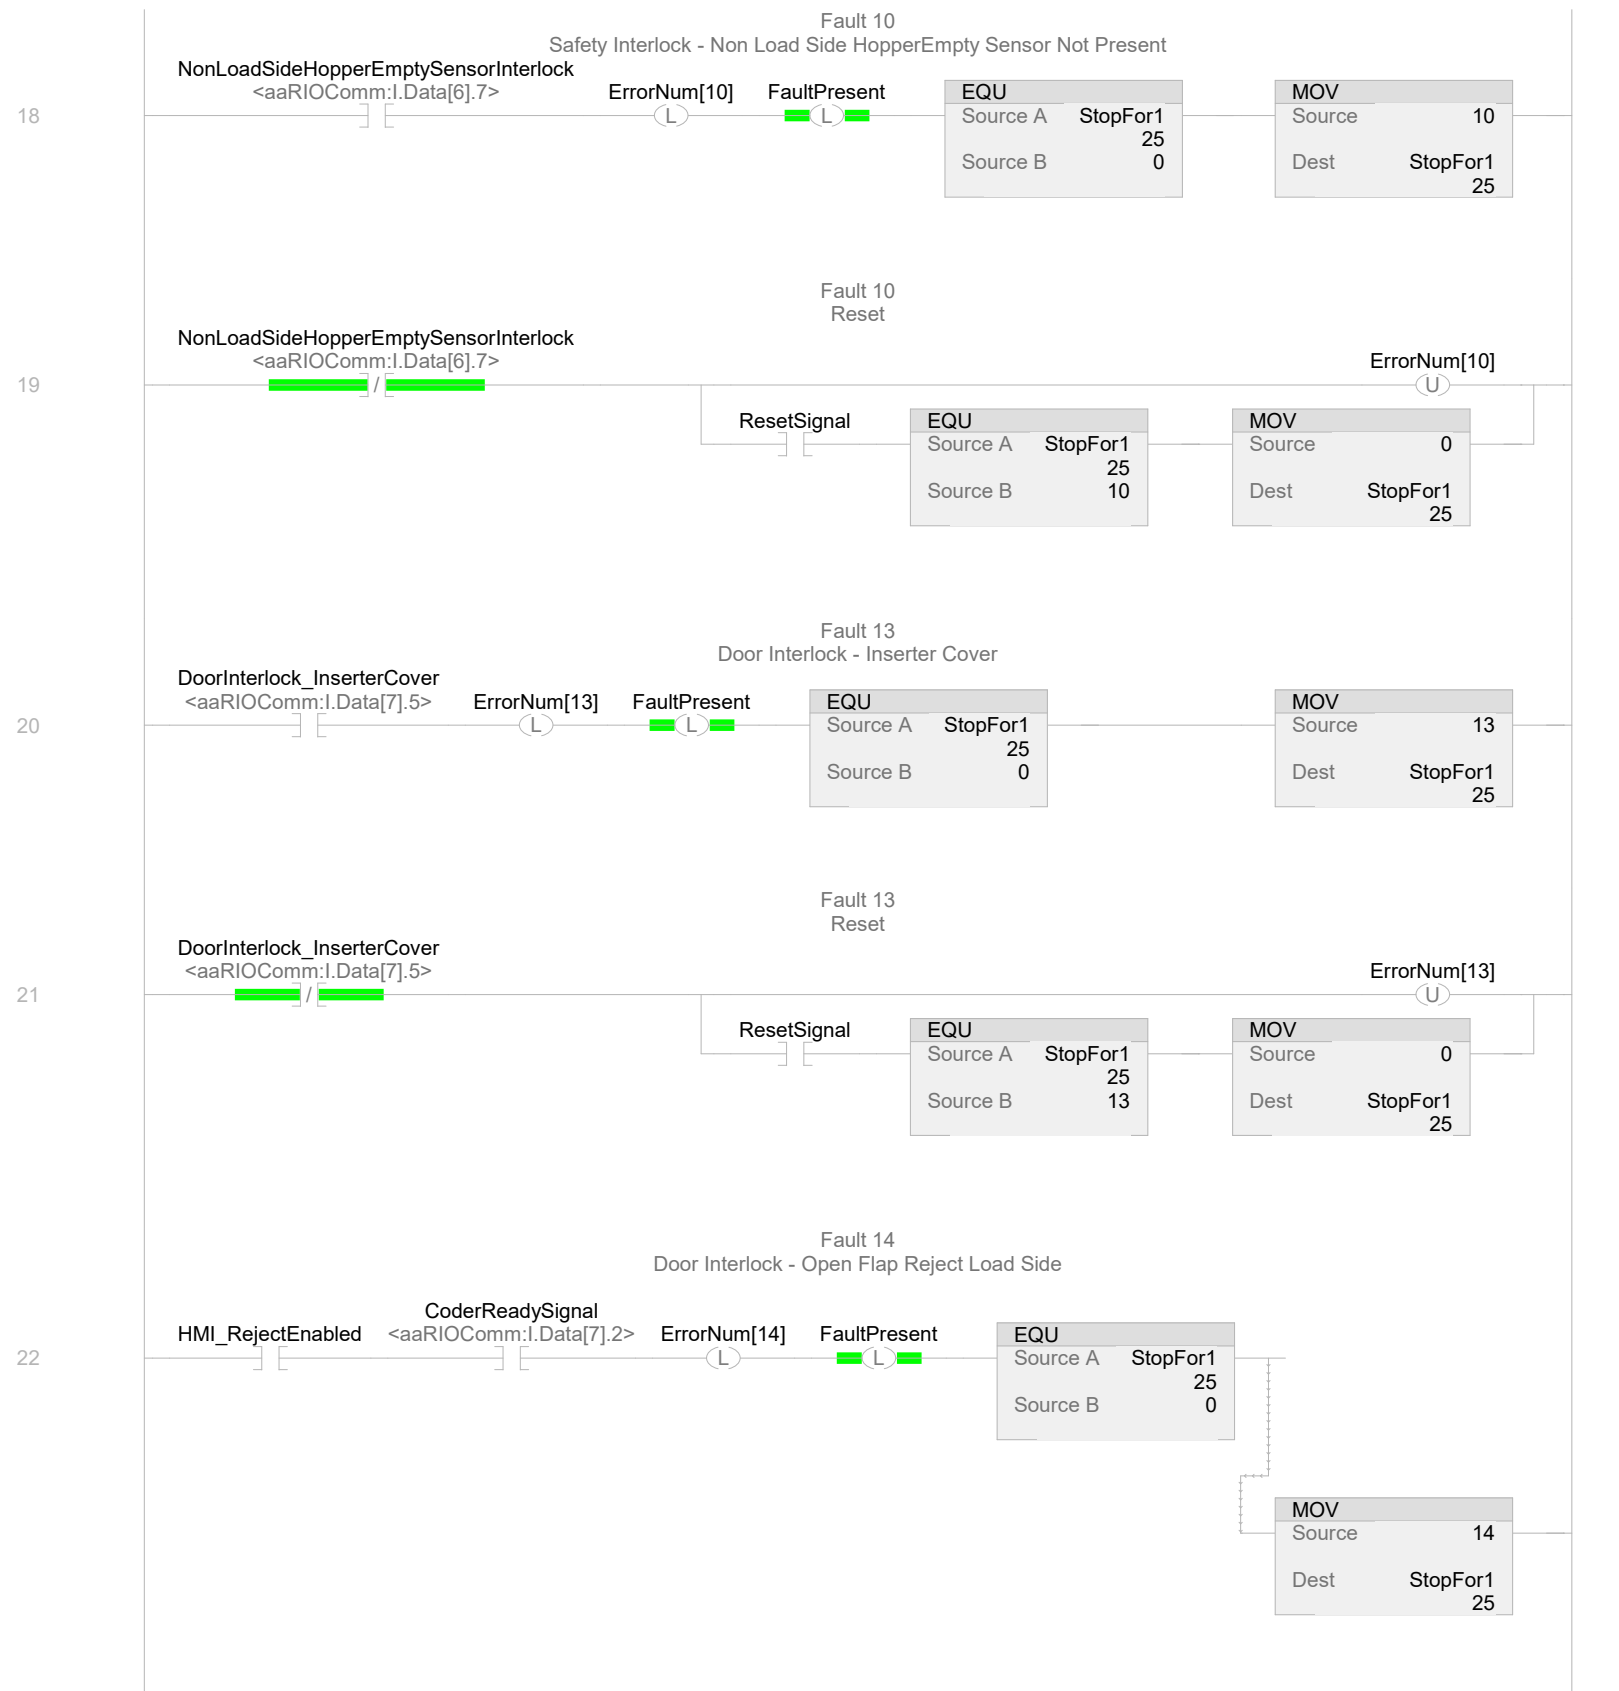 Fault 10
Safety Interlock - Non Load Side HopperEmpty Sensor Not Present
NonLoadSideHopperEmptySensorInterlock
<aaRIOComm:I.Data[6].7> ErrorNum[10] FaultPresent EQU MOV
18 L L Source A StopFor1 Source 10
25
Source B 0 Dest StopFor1
25
Fault 10
Reset
NonLoadSideHopperEmptySensorInterlock
<aaRIOComm:I.Data[6].7> ErrorNum[10]
19 / U
ResetSignal EQU MOV
Source A StopFor1 Source 0
25
Source B 10 Dest StopFor1
25
Fault 13
Door Interlock - Inserter Cover
DoorInterlock_InserterCover
<aaRIOComm:I.Data[7].5> ErrorNum[13] FaultPresent EQU MOV
20 L L Source A StopFor1 Source 13
25
Source B 0 Dest StopFor1
25
Fault 13
Reset
DoorInterlock_InserterCover
<aaRIOComm:I.Data[7].5> ErrorNum[13]
21 / U
ResetSignal EQU MOV
Source A StopFor1 Source 0
25
Source B 13 Dest StopFor1
25
Fault 14
Door Interlock - Open Flap Reject Load Side
CoderReadySignal
HMI_RejectEnabled <aaRIOComm:I.Data[7].2> ErrorNum[14] FaultPresent EQU
22 L L Source A StopFor1
25
Source B 0
MOV
Source 14
Dest StopFor1
25